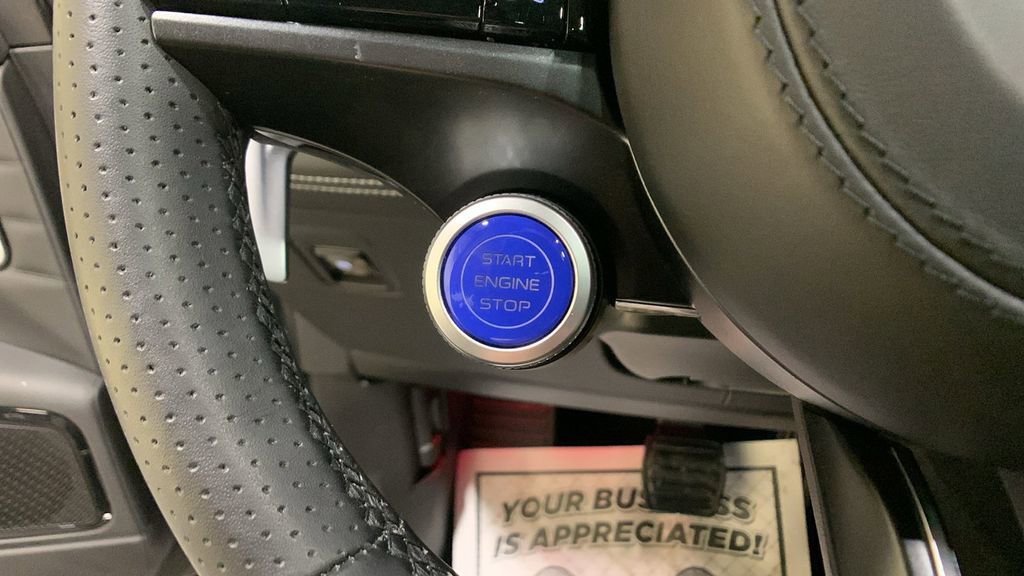 START
ENGINE
STOP
YOUR BUSINESS
IS APPRECIATED!